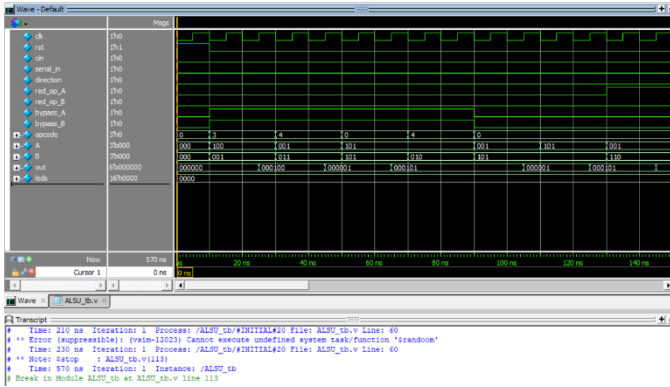 Wave - Default
Msgs
clk 1'h0
rst 1'h1
cin 1'h0
serial_in 1'h0
direction 1'h0
red_op_A 1'h0
red_op_B 1'h0
bypass_A 1'h0
bypass_B 1'h0
opcode 3'h0 0 3 4 0 4 0
A 3'b000 000 100 001 101 001 101 001
B 3'b000 000 001 011 101 010 101 110
out 6'b000000 000000 000100 000001 000101 000001 000101
leds 16'h0000 0000
Now 570 ns 20 ns 40 ns 60 ns 80 ns 100 ns 120 ns 140 ns
Cursor 1 0 ns 0 ns
Wave ALSU_tb.v
Transcript
# Time: 210 ns Iteration: 1 Process: /ALSU_tb/#INITIAL#20 File: ALSU_tb.v Line: 60
# ** Error (suppressible): (vsim-12023) Cannot execute undefined system task/function '$randoom'
# Time: 230 ns Iteration: 1 Process: /ALSU_tb/#INITIAL#20 File: ALSU_tb.v Line: 60
# ** Note: $stop : ALSU_tb.v(113)
# Time: 570 ns Iteration: 1 Instance: /ALSU_tb
# Break in Module ALSU_tb at ALSU_tb.v line 113